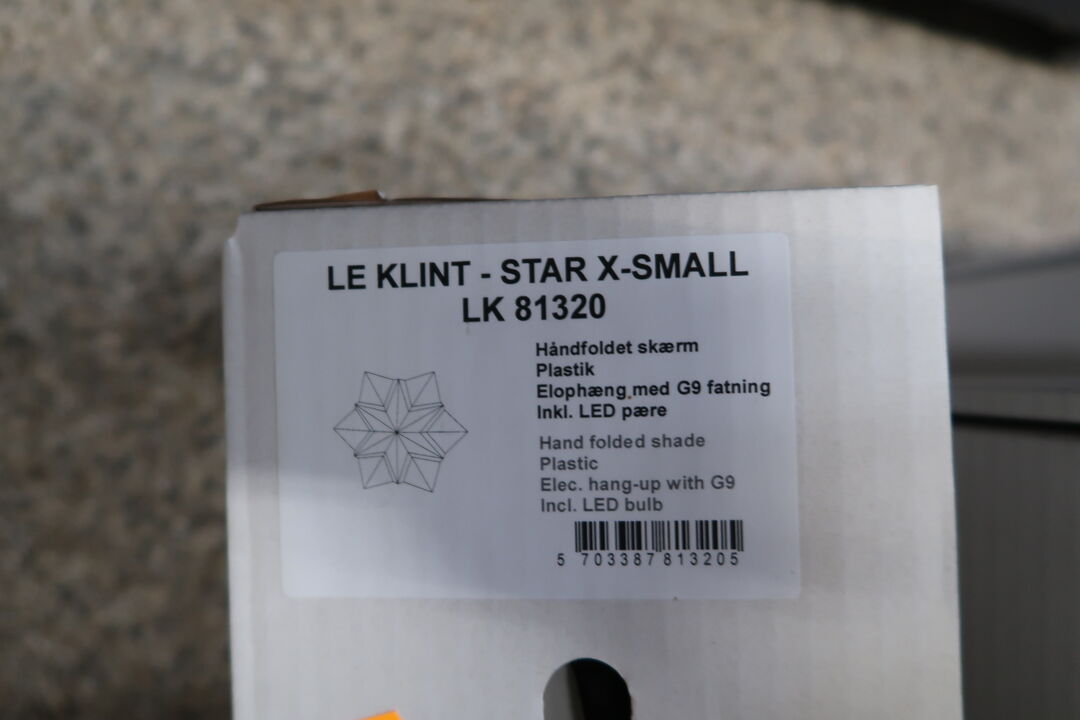 LE KLINT - STAR X-SMALL
LK 81320
Håndfoldet skærm
Plastik
Elophæng med G9 fatning
Inkl. LED pære
Hand folded shade
Plastic
Elec. hang-up with G9
Incl. LED bulb
5 703387 813205